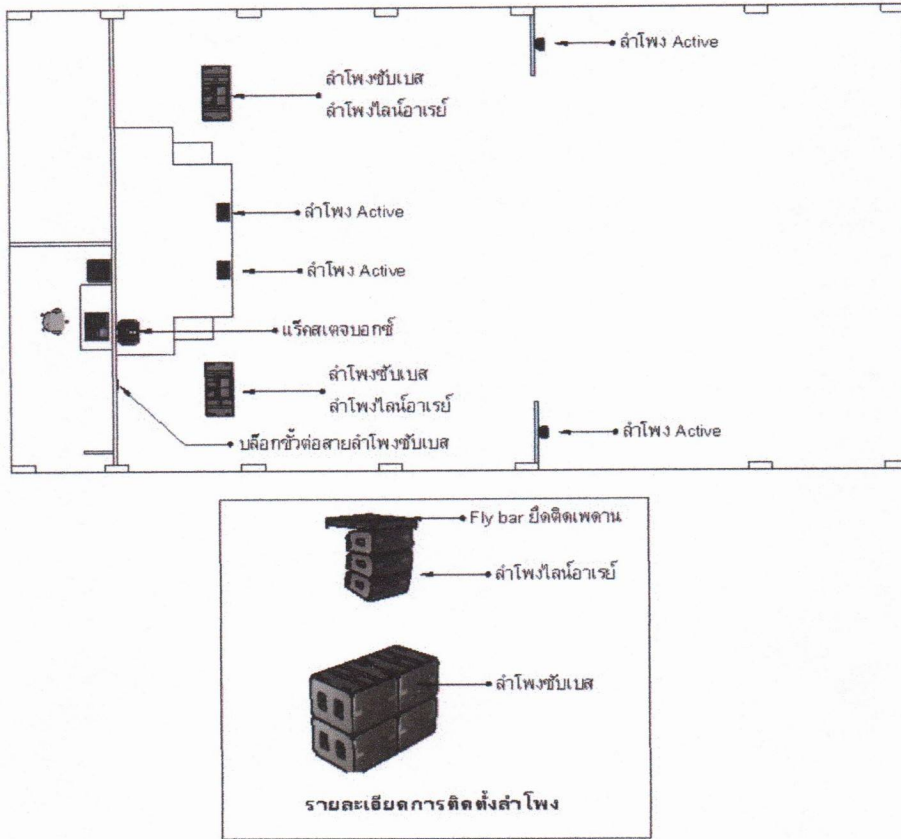 ลำโพง Active
ลำโพงซับเบส
ลำโพงไลน์อาเรย์
ลำโพง Active
ลำโพง Active
แร็คสเตจบอกซ์
ลำโพงซับเบส
ลำโพงไลน์อาเรย์
ลำโพง Active
บล็อกขั้วต่อสายลำโพงซับเบส
Fly bar ยึดติดเพดาน
ลำโพงไลน์อาเรย์
ลำโพงซับเบส
รายละเอียดการติดตั้งลำโพง